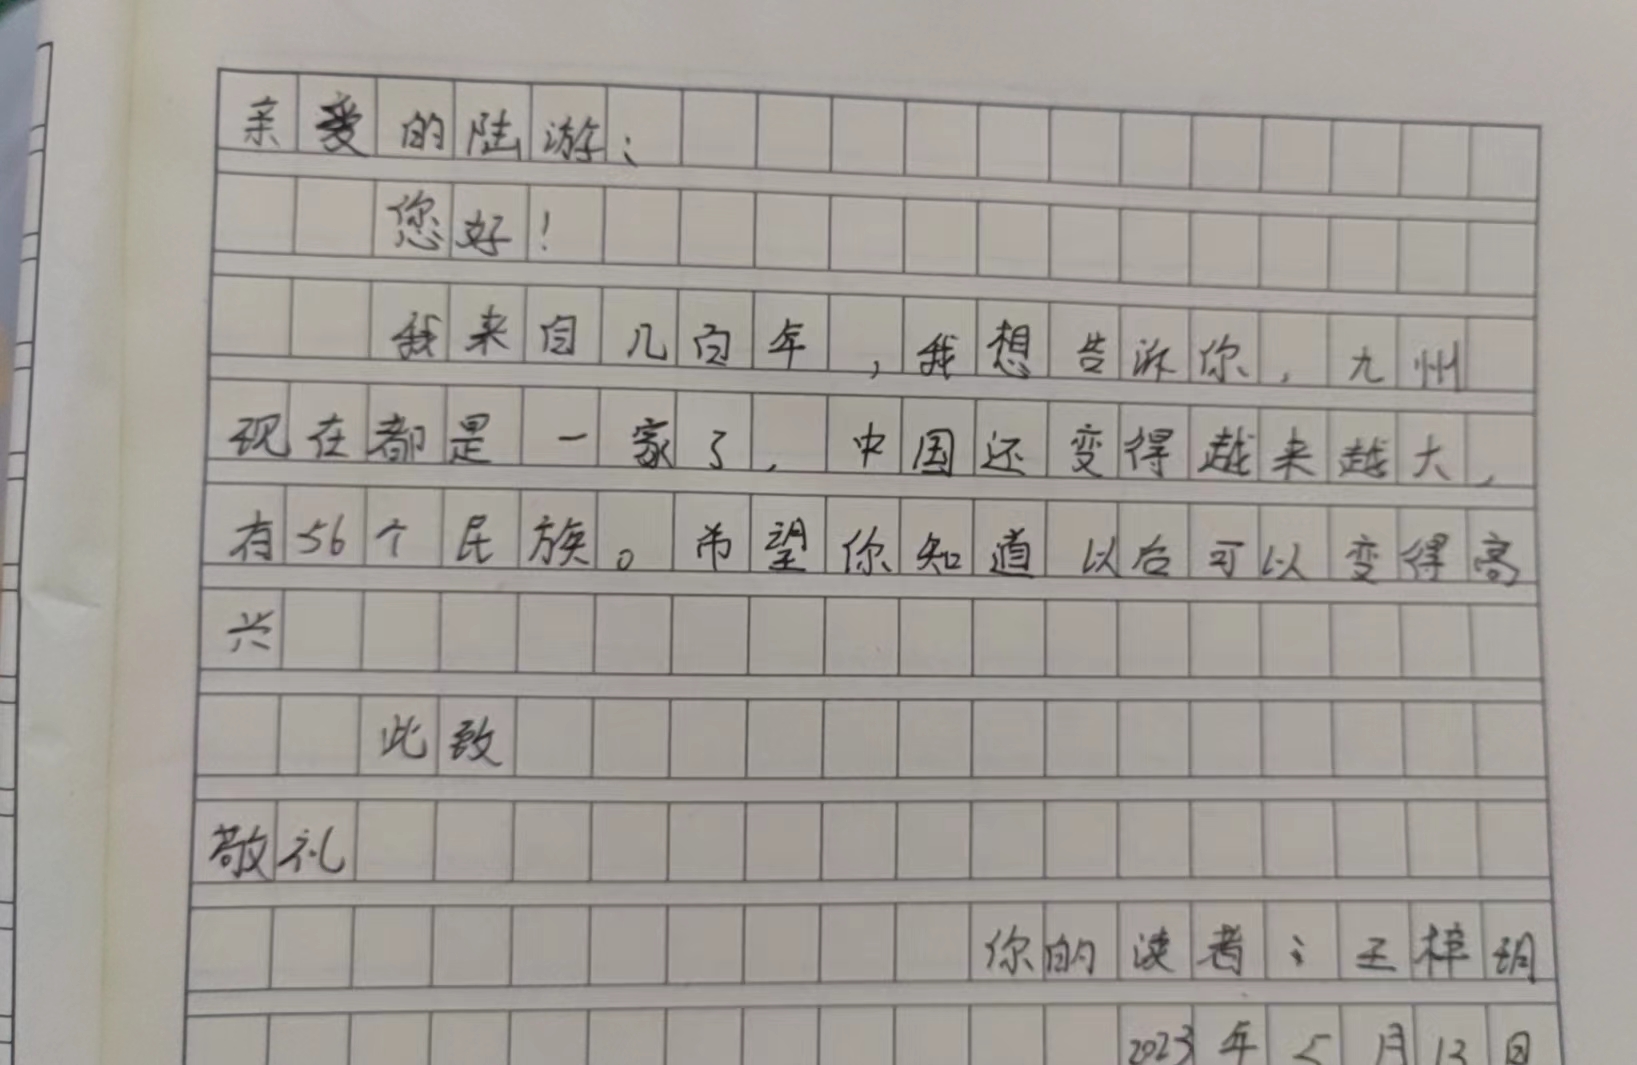 亲爱的陆游：
您好！
我来自几百年，我想告诉你，九州
现在都是一家了，中国还变得越来越大，
有56个民族。希望你知道以后可以变得高
兴
此致
敬礼
你的读者：王梓玥
2023年5月13日